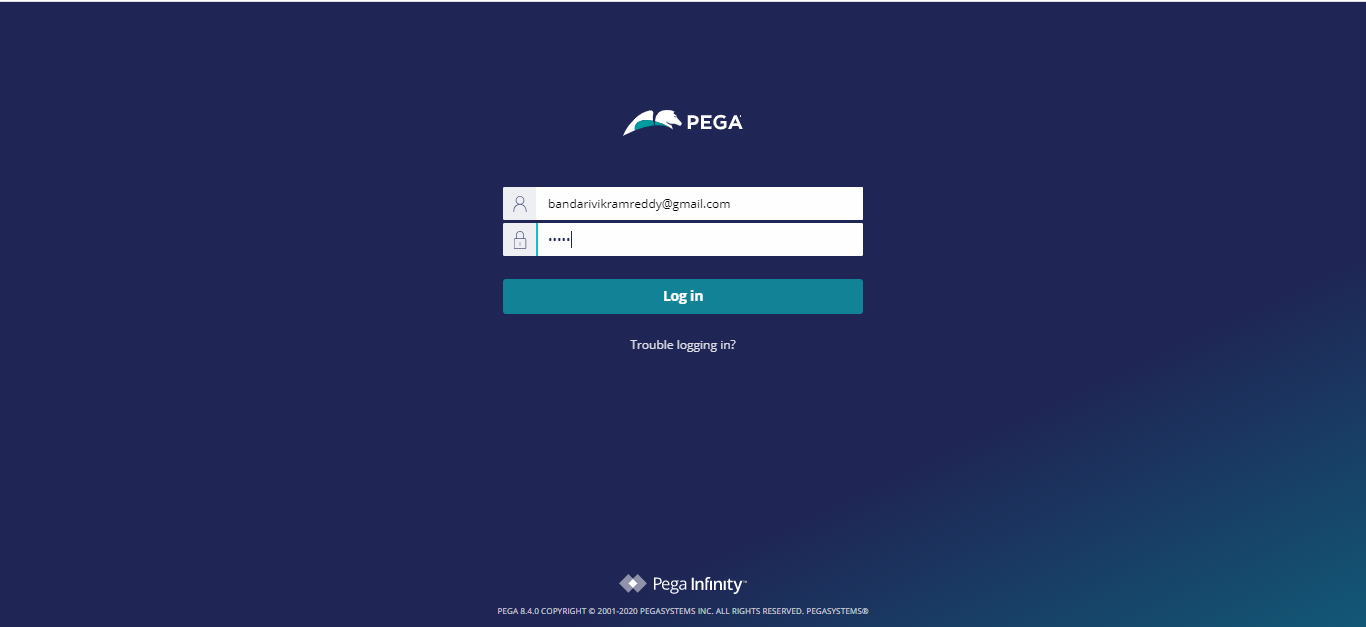 PEGA
bandarivikramreddy@gmail.com
•••••
Log in
Trouble logging in?
Pega Infinity™
PEGA 8.4.0 COPYRIGHT © 2001-2020 PEGASYSTEMS INC. ALL RIGHTS RESERVED. PEGASYSTEMS®